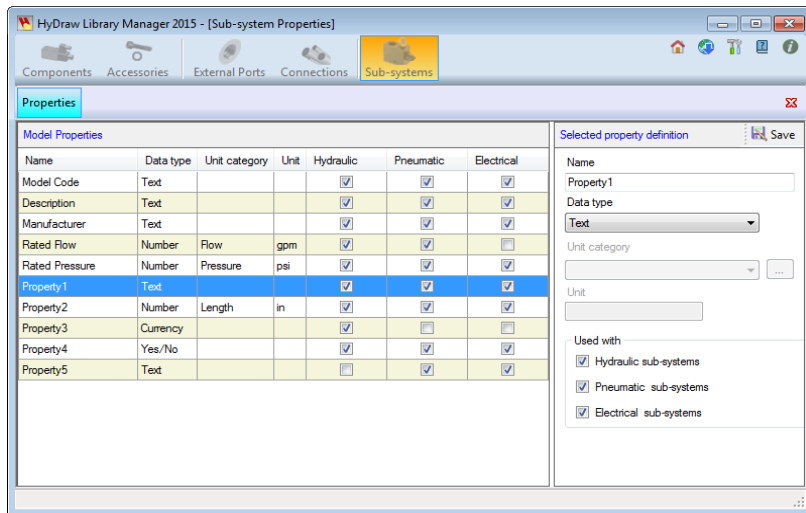 HyDraw Library Manager 2015 - [Sub-system Properties]
Components Accessories External Ports Connections Sub-systems
Properties
Model Properties
Name Data type Unit category Unit Hydraulic Pneumatic Electrical
Model Code Text
Description Text
Manufacturer Text
Rated Flow Number Flow gpm
Rated Pressure Number Pressure psi
Property1 Text
Property2 Number Length in
Property3 Currency
Property4 Yes/No
Property5 Text
Selected property definition Save
Name
Property1
Data type
Text
Unit category
...
Unit
Used with
Hydraulic sub-systems
Pneumatic sub-systems
Electrical sub-systems